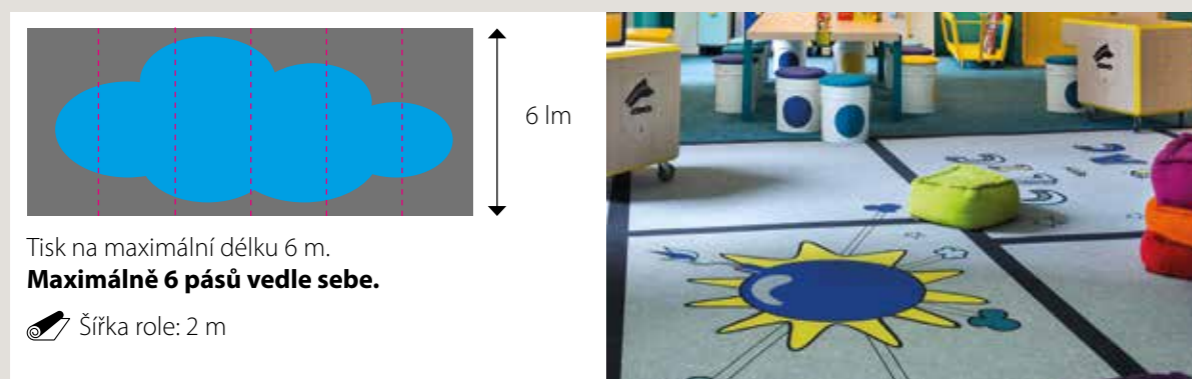 6 lm
Tisk na maximální délku 6 m.
Maximálně 6 pásů vedle sebe.
Šířka role: 2 m